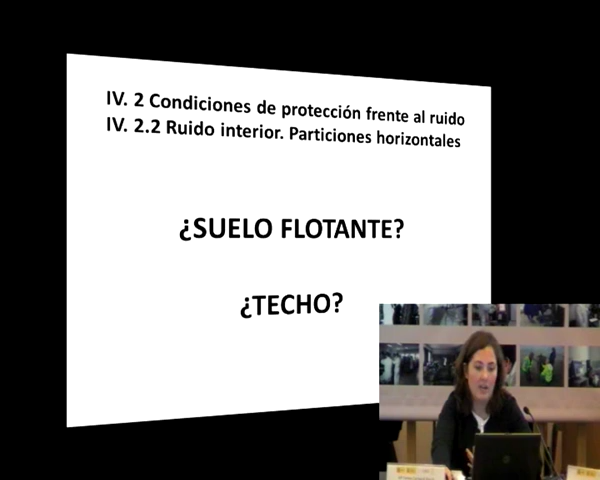 IV. 2 Condiciones de protección frente al ruido
IV. 2.2 Ruido interior. Particiones horizontales
¿SUELO FLOTANTE?
¿TECHO?